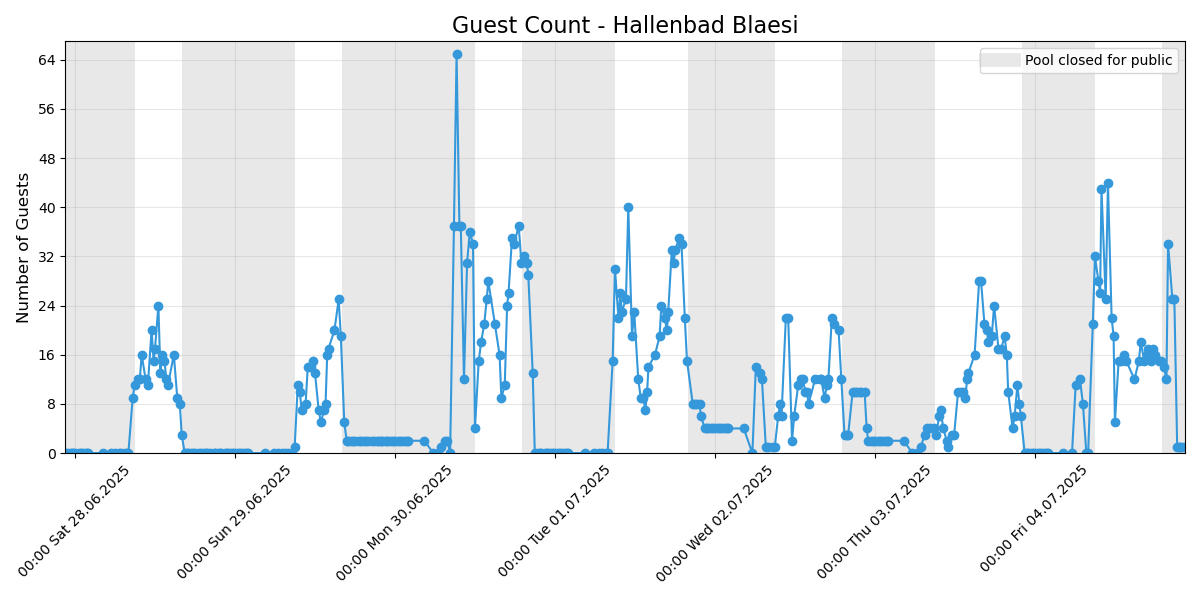 Guest Count - Hallenbad Blaesi
Pool closed for public
Number of Guests
64
56
48
40
32
24
16
8
0
00:00 Sat 28.06.2025
00:00 Sun 29.06.2025
00:00 Mon 30.06.2025
00:00 Tue 01.07.2025
00:00 Wed 02.07.2025
00:00 Thu 03.07.2025
00:00 Fri 04.07.2025